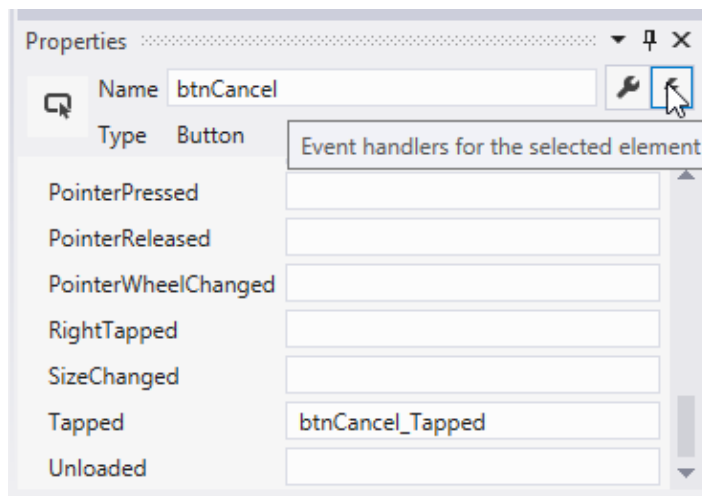 Properties
Name btnCancel
Type Button
Event handlers for the selected element
PointerPressed
PointerReleased
PointerWheelChanged
RightTapped
SizeChanged
Tapped btnCancel_Tapped
Unloaded